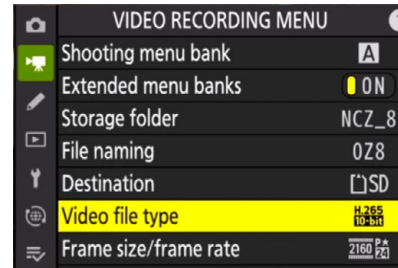 VIDEO RECORDING MENU
Shooting menu bank A
Extended menu banks ON
Storage folder NCZ_8
File naming 0Z8
Destination SD
Video file type H.265 10-bit
Frame size/frame rate 2160 P★ 24